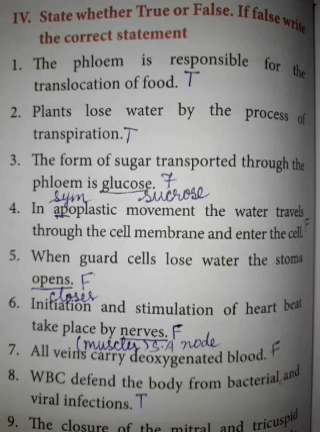 IV. State whether True or False. If false write
the correct statement
1. The phloem is responsible for the
translocation of food. T
2. Plants lose water by the process of
transpiration. T
3. The form of sugar transported through the
phloem is glucose. F
sym sucrose
4. In apoplastic movement the water travels
through the cell membrane and enter the cell. F
5. When guard cells lose water the stoma
opens. F
closes
6. Initiation and stimulation of heart beat
take place by nerves. F
(muscles) S.A node
7. All veins carry deoxygenated blood. F
8. WBC defend the body from bacterial and
viral infections. T
9. The closure of the mitral and tricuspid